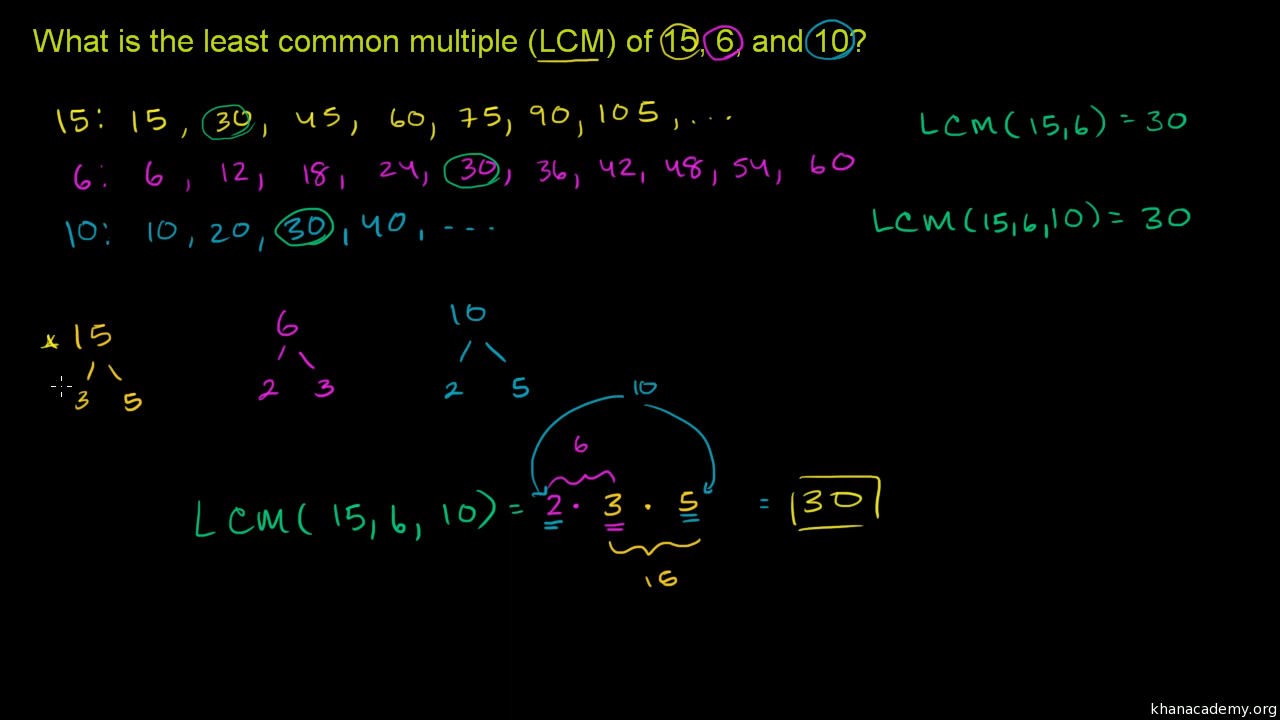 What is the least common multiple (LCM) of 15, 6, and 10?
15: 15, 30, 45, 60, 75, 90, 105, ...
LCM(15,6) = 30
6: 6, 12, 18, 24, 30, 36, 42, 48, 54, 60
10: 10, 20, 30, 40, ---
LCM(15,6,10) = 30
15 6 10
3 5 2 3 2 5
10
6
LCM(15, 6, 10) = 2 · 3 · 5 = 30
15
khanacademy.org